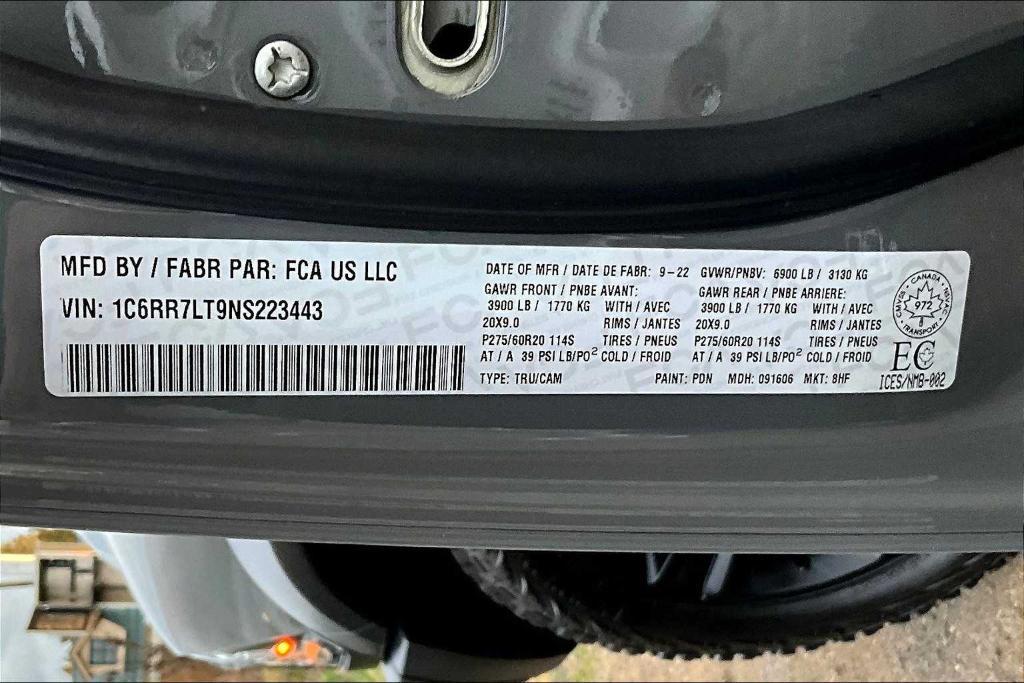 MFD BY / FABR PAR: FCA US LLC
VIN: 1C6RR7LT9NS223443
DATE OF MFR / DATE DE FABR: 9-22 GVWR/PNBV: 6900 LB / 3130 KG
GAWR FRONT / PNBE AVANT: GAWR REAR / PNBE ARRIERE:
3900 LB / 1770 KG WITH / AVEC 3900 LB / 1770 KG WITH / AVEC
20X9.0 RIMS / JANTES 20X9.0 RIMS / JANTES
P275/60R20 114S TIRES / PNEUS P275/60R20 114S TIRES / PNEUS
AT / A 39 PSI LB/PO² COLD / FROID AT / A 39 PSI LB/PO² COLD / FROID
TYPE: TRU/CAM PAINT: PDN MDH: 091606 MKT: 8HF
CANADA
972
TRANSPORT
EC
ICES/NMB-002